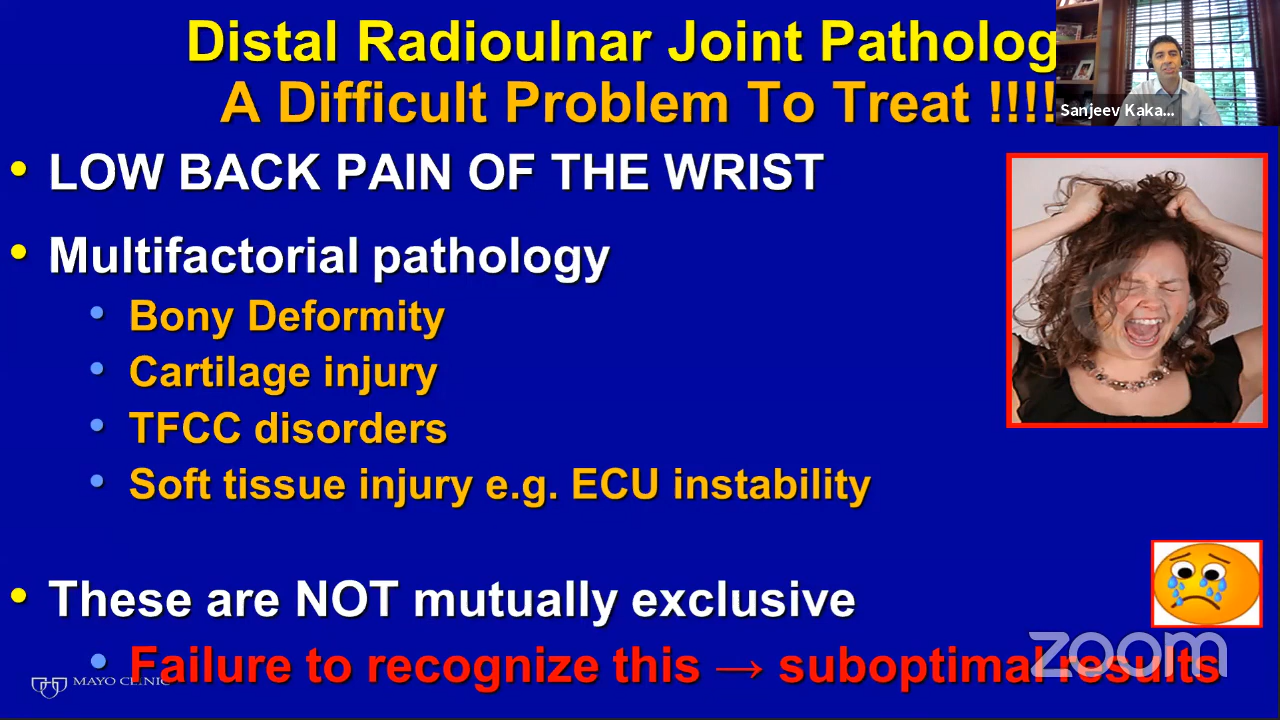 Distal Radioulnar Joint Patholog
A Difficult Problem To Treat !!!!
Sanjeev Kaka...
• LOW BACK PAIN OF THE WRIST
• Multifactorial pathology
• Bony Deformity
• Cartilage injury
• TFCC disorders
• Soft tissue injury e.g. ECU instability
• These are NOT mutually exclusive
• Failure to recognize this → suboptimal results
MAYO CLINIC
zoom